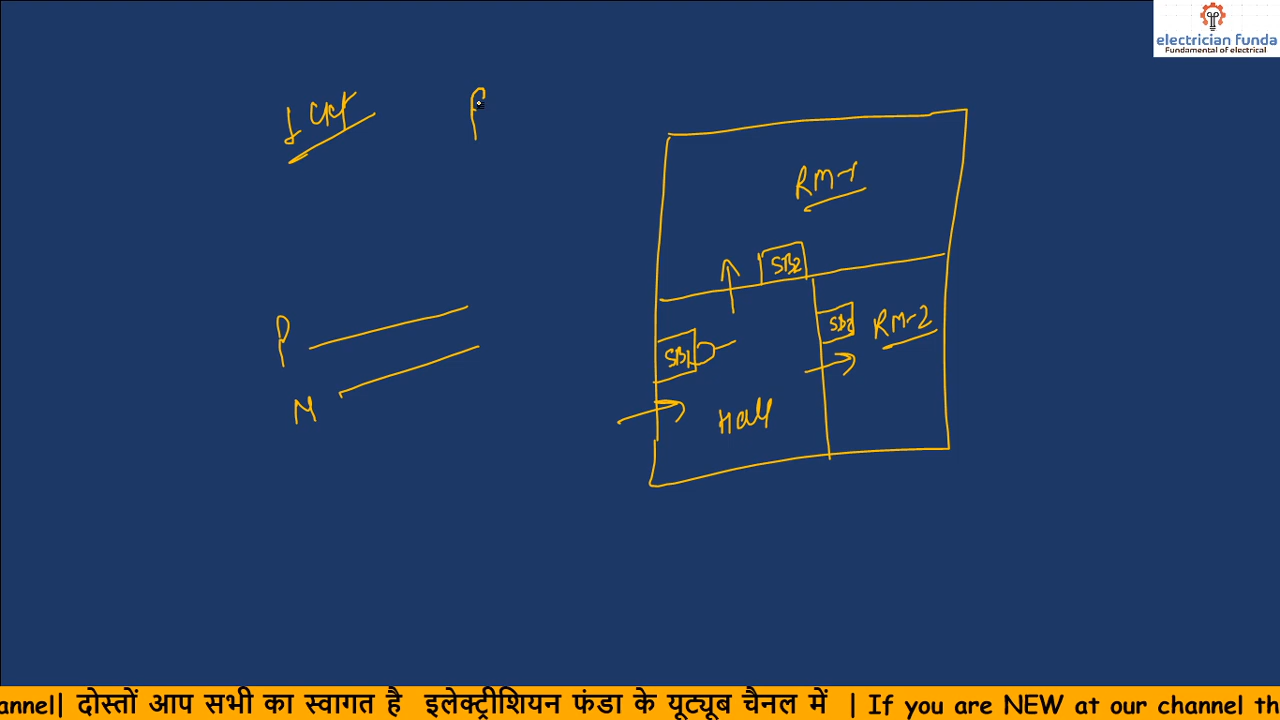 electrician funda
Fundamental of electrical
1 CKt P
RM-1
SB2
P
SB1
SB3
RM-2
N
Hall
annel| दोस्तों आप सभी का स्वागत है इलेक्ट्रीशियन फंडा के यूट्यूब चैनल में | If you are NEW at our channel th